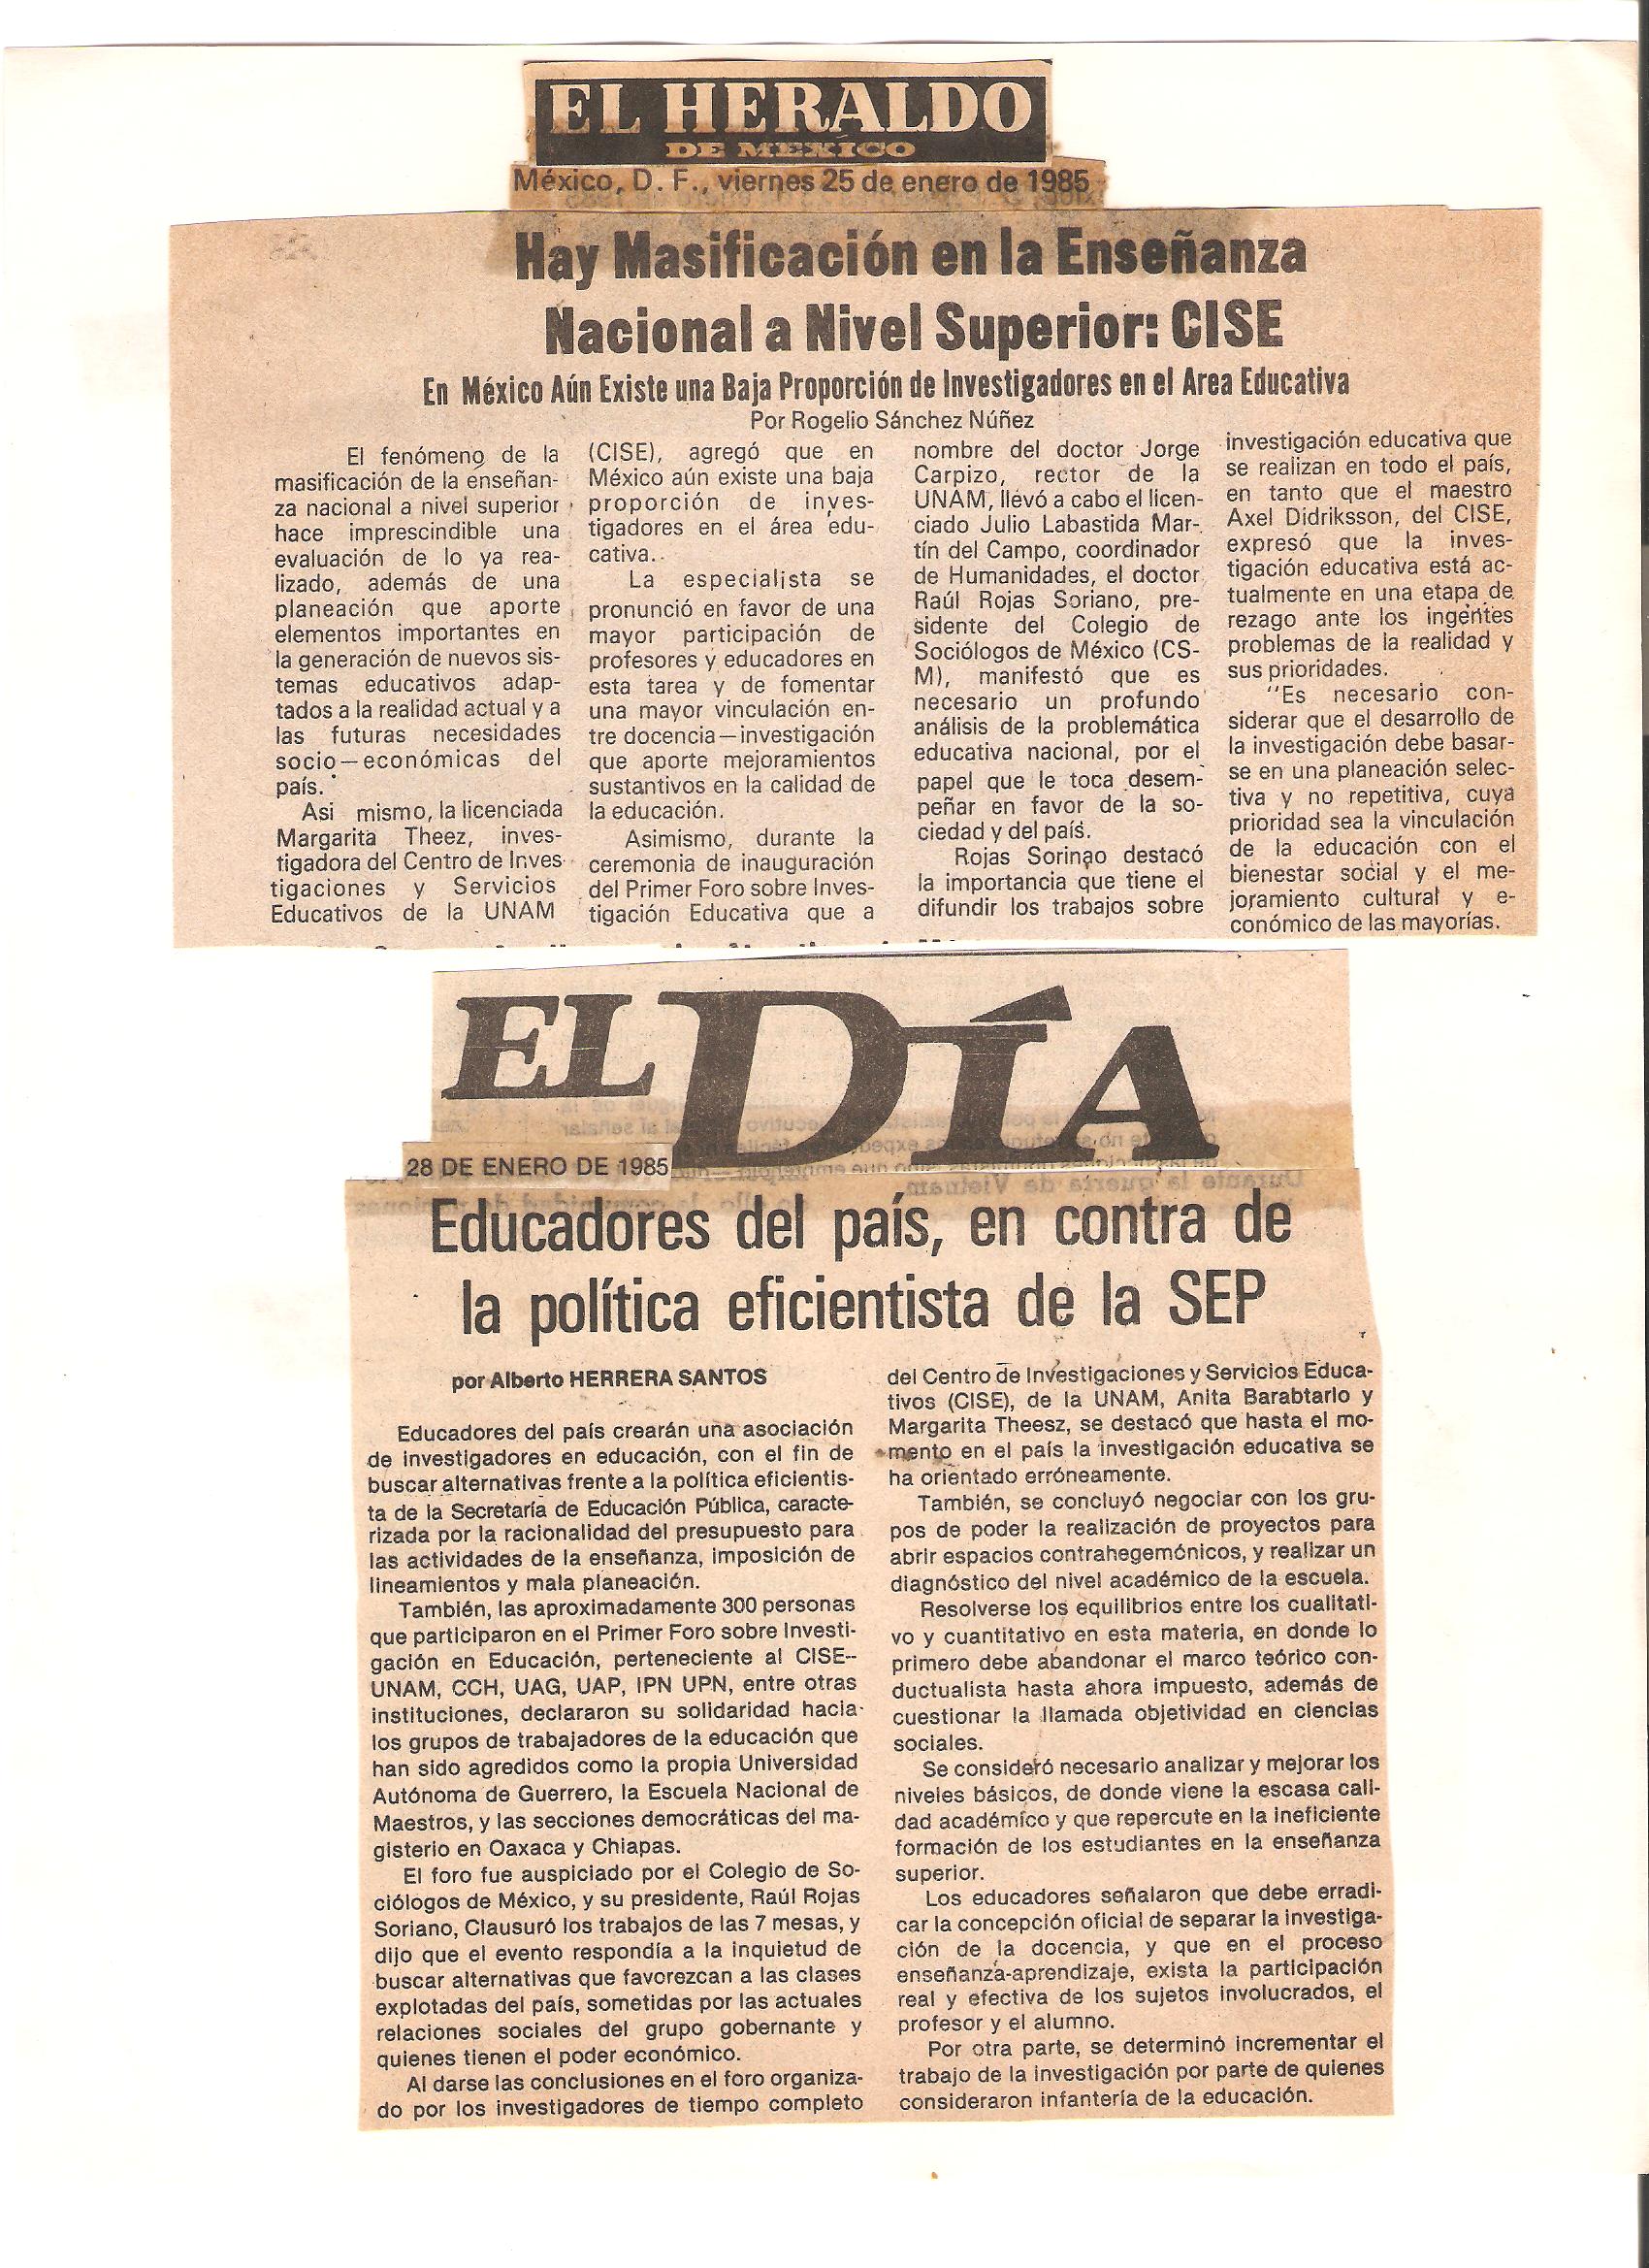 EL HERALDO
DE MEXICO
México, D. F., viernes 25 de enero de 1985
Hay Masificación en la Enseñanza
Nacional a Nivel Superior: CISE
En México Aún Existe una Baja Proporción de Investigadores en el Area Educativa
Por Rogelio Sánchez Núñez
El fenómeno de la
masificación de la enseñan-
za nacional a nivel superior
hace imprescindible una
evaluación de lo ya rea-
lizado, además de una
planeación que aporte
elementos importantes en
la generación de nuevos sis-
temas educativos adap-
tados a la realidad actual y a
las futuras necesidades
socio—económicas del
país.
Asi mismo, la licenciada
Margarita Theez, inves-
tigadora del Centro de Inves
tigaciones y Servicios
Educativos de la UNAM
(CISE), agregó que en
México aún existe una baja
proporción de inves-
tigadores en el área edu-
cativa.
La especialista se
pronunció en favor de una
mayor participación de
profesores y educadores en
esta tarea y de fomentar
una mayor vinculación en-
tre docencia—investigación
que aporte mejoramientos
sustantivos en la calidad de
la educación.
Asimismo, durante la
ceremonia de inauguración
del Primer Foro sobre Inves-
tigación Educativa que a
nombre del doctor Jorge
Carpizo, rector de la
UNAM, llevó a cabo el licen-
ciado Julio Labastida Mar-
tín del Campo, coordinador
de Humanidades, el doctor
Raúl Rojas Soriano, pre-
sidente del Colegio de
Sociólogos de México (CS-
M), manifestó que es
necesario un profundo
análisis de la problemática
educativa nacional, por el
papel que le toca desem-
peñar en favor de la so-
ciedad y del país.
Rojas Sorinao destacó
la importancia que tiene el
difundir los trabajos sobre
investigación educativa que
se realizan en todo el país,
en tanto que el maestro
Axel Didriksson, del CISE,
expresó que la inves-
tigación educativa está ac-
tualmente en una etapa de
rezago ante los ingentes
problemas de la realidad y
sus prioridades.
"Es necesario con-
siderar que el desarrollo de
la investigación debe basar-
se en una planeación selec-
tiva y no repetitiva, cuya
prioridad sea la vinculación
de la educación con el
bienestar social y el me-
joramiento cultural y e-
conómico de las mayorías.
EL DÍA
28 DE ENERO DE 1985
Educadores del país, en contra de
la política eficientista de la SEP
por Alberto HERRERA SANTOS
Educadores del país crearán una asociación
de investigadores en educación, con el fin de
buscar alternativas frente a la política eficientis-
ta de la Secretaría de Educación Pública, caracte-
rizada por la racionalidad del presupuesto para
las actividades de la enseñanza, imposición de
lineamientos y mala planeación.
También, las aproximadamente 300 personas
que participaron en el Primer Foro sobre Investi-
gación en Educación, perteneciente al CISE--
UNAM, CCH, UAG, UAP, IPN UPN, entre otras
instituciones, declararon su solidaridad hacia
los grupos de trabajadores de la educación que
han sido agredidos como la propia Universidad
Autónoma de Guerrero, la Escuela Nacional de
Maestros, y las secciones democráticas del ma-
gisterio en Oaxaca y Chiapas.
El foro fue auspiciado por el Colegio de So-
ciólogos de México, y su presidente, Raúl Rojas
Soriano, Clausuró los trabajos de las 7 mesas, y
dijo que el evento respondía a la inquietud de
buscar alternativas que favorezcan a las clases
explotadas del país, sometidas por las actuales
relaciones sociales del grupo gobernante y
quienes tienen el poder económico.
Al darse las conclusiones en el foro organiza-
do por los investigadores de tiempo completo
del Centro de Investigaciones y Servicios Educa-
tivos (CISE), de la UNAM, Anita Barabtarlo y
Margarita Theesz, se destacó que hasta el mo-
mento en el país la investigación educativa se
ha orientado erróneamente.
También, se concluyó negociar con los gru-
pos de poder la realización de proyectos para
abrir espacios contrahegemónicos, y realizar un
diagnóstico del nivel académico de la escuela.
Resolverse los equilibrios entre los cualitati-
vo y cuantitativo en esta materia, en donde lo
primero debe abandonar el marco teórico con-
ductualista hasta ahora impuesto, además de
cuestionar la llamada objetividad en ciencias
sociales.
Se consideró necesario analizar y mejorar los
niveles básicos, de donde viene la escasa cali-
dad académico y que repercute en la ineficiente
formación de los estudiantes en la enseñanza
superior.
Los educadores señalaron que debe erradi-
car la concepción oficial de separar la investiga-
ción de la docencia, y que en el proceso
enseñanza-aprendizaje, exista la participación
real y efectiva de los sujetos involucrados, el
profesor y el alumno.
Por otra parte, se determinó incrementar el
trabajo de la investigación por parte de quienes
consideraron infantería de la educación.